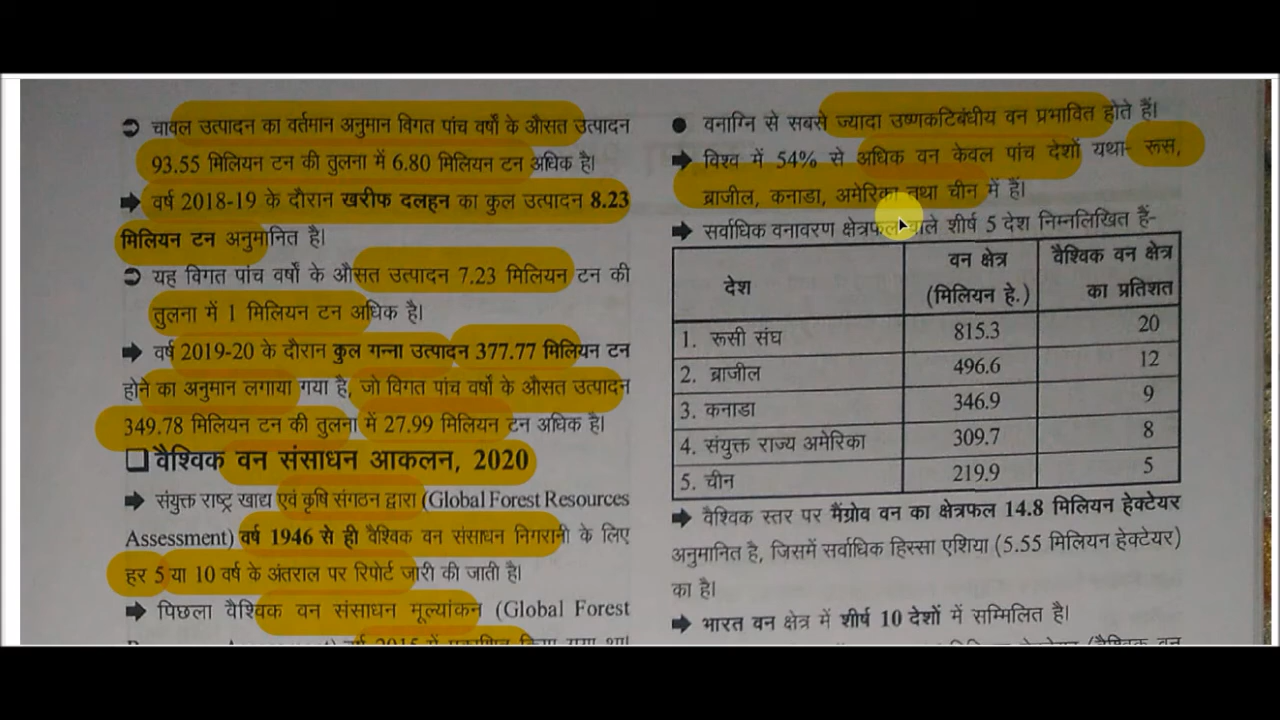 ➲ चावल उत्पादन का वर्तमान अनुमान विगत पांच वर्षों के औसत उत्पादन
93.55 मिलियन टन की तुलना में 6.80 मिलियन टन अधिक है।
➡ वर्ष 2018-19 के दौरान खरीफ दलहन का कुल उत्पादन 8.23
मिलियन टन अनुमानित है।
➲ यह विगत पांच वर्षों के औसत उत्पादन 7.23 मिलियन टन की
तुलना में 1 मिलियन टन अधिक है।
➡ वर्ष 2019-20 के दौरान कुल गन्ना उत्पादन 377.77 मिलियन टन
होने का अनुमान लगाया गया है, जो विगत पांच वर्षों के औसत उत्पादन
349.78 मिलियन टन की तुलना में 27.99 मिलियन टन अधिक है।
❑ वैश्विक वन संसाधन आकलन, 2020
➡ संयुक्त राष्ट्र खाद्य एवं कृषि संगठन द्वारा (Global Forest Resources
Assessment) वर्ष 1946 से ही वैश्विक वन संसाधन निगरानी के लिए
हर 5 या 10 वर्ष के अंतराल पर रिपोर्ट जारी की जाती है।
➡ पिछला वैश्विक वन संसाधन मूल्यांकन (Global Forest
वर्ष 2015 में प्रकाशित किया गया था।
● वनाग्नि से सबसे ज्यादा उष्णकटिबंधीय वन प्रभावित होते हैं।
➡ विश्व में 54% से अधिक वन केवल पांच देशों यथा- रूस,
ब्राजील, कनाडा, अमेरिका तथा चीन में हैं।
➡ सर्वाधिक वनावरण क्षेत्रफल वाले शीर्ष 5 देश निम्नलिखित हैं-
देश वन क्षेत्र (मिलियन हे.) वैश्विक वन क्षेत्र का प्रतिशत
1. रूसी संघ 815.3 20
2. ब्राजील 496.6 12
3. कनाडा 346.9 9
4. संयुक्त राज्य अमेरिका 309.7 8
5. चीन 219.9 5
➡ वैश्विक स्तर पर मैंग्रोव वन का क्षेत्रफल 14.8 मिलियन हेक्टेयर
अनुमानित है, जिसमें सर्वाधिक हिस्सा एशिया (5.55 मिलियन हेक्टेयर)
का है।
➡ भारत वन क्षेत्र में शीर्ष 10 देशों में सम्मिलित है।